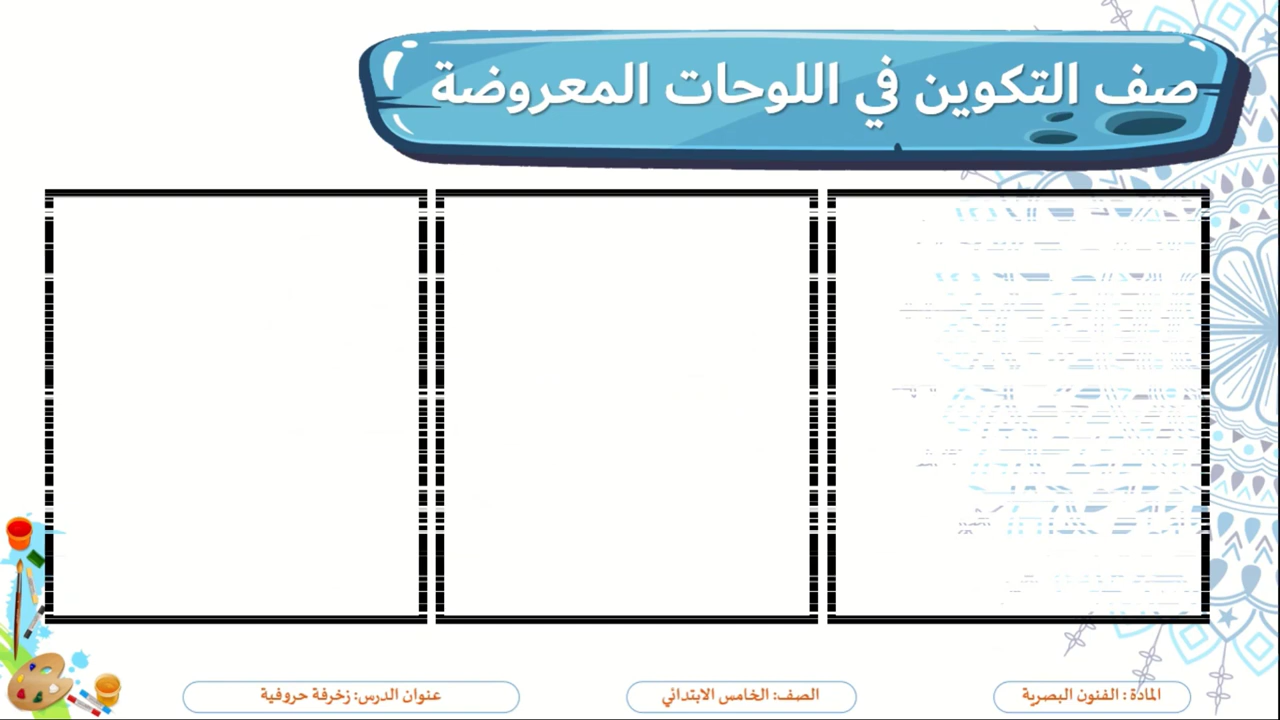 صف التكوين في اللوحات المعروضة
المادة : الفنون البصرية
الصف: الخامس الابتدائي
عنوان الدرس: زخرفة حروفية